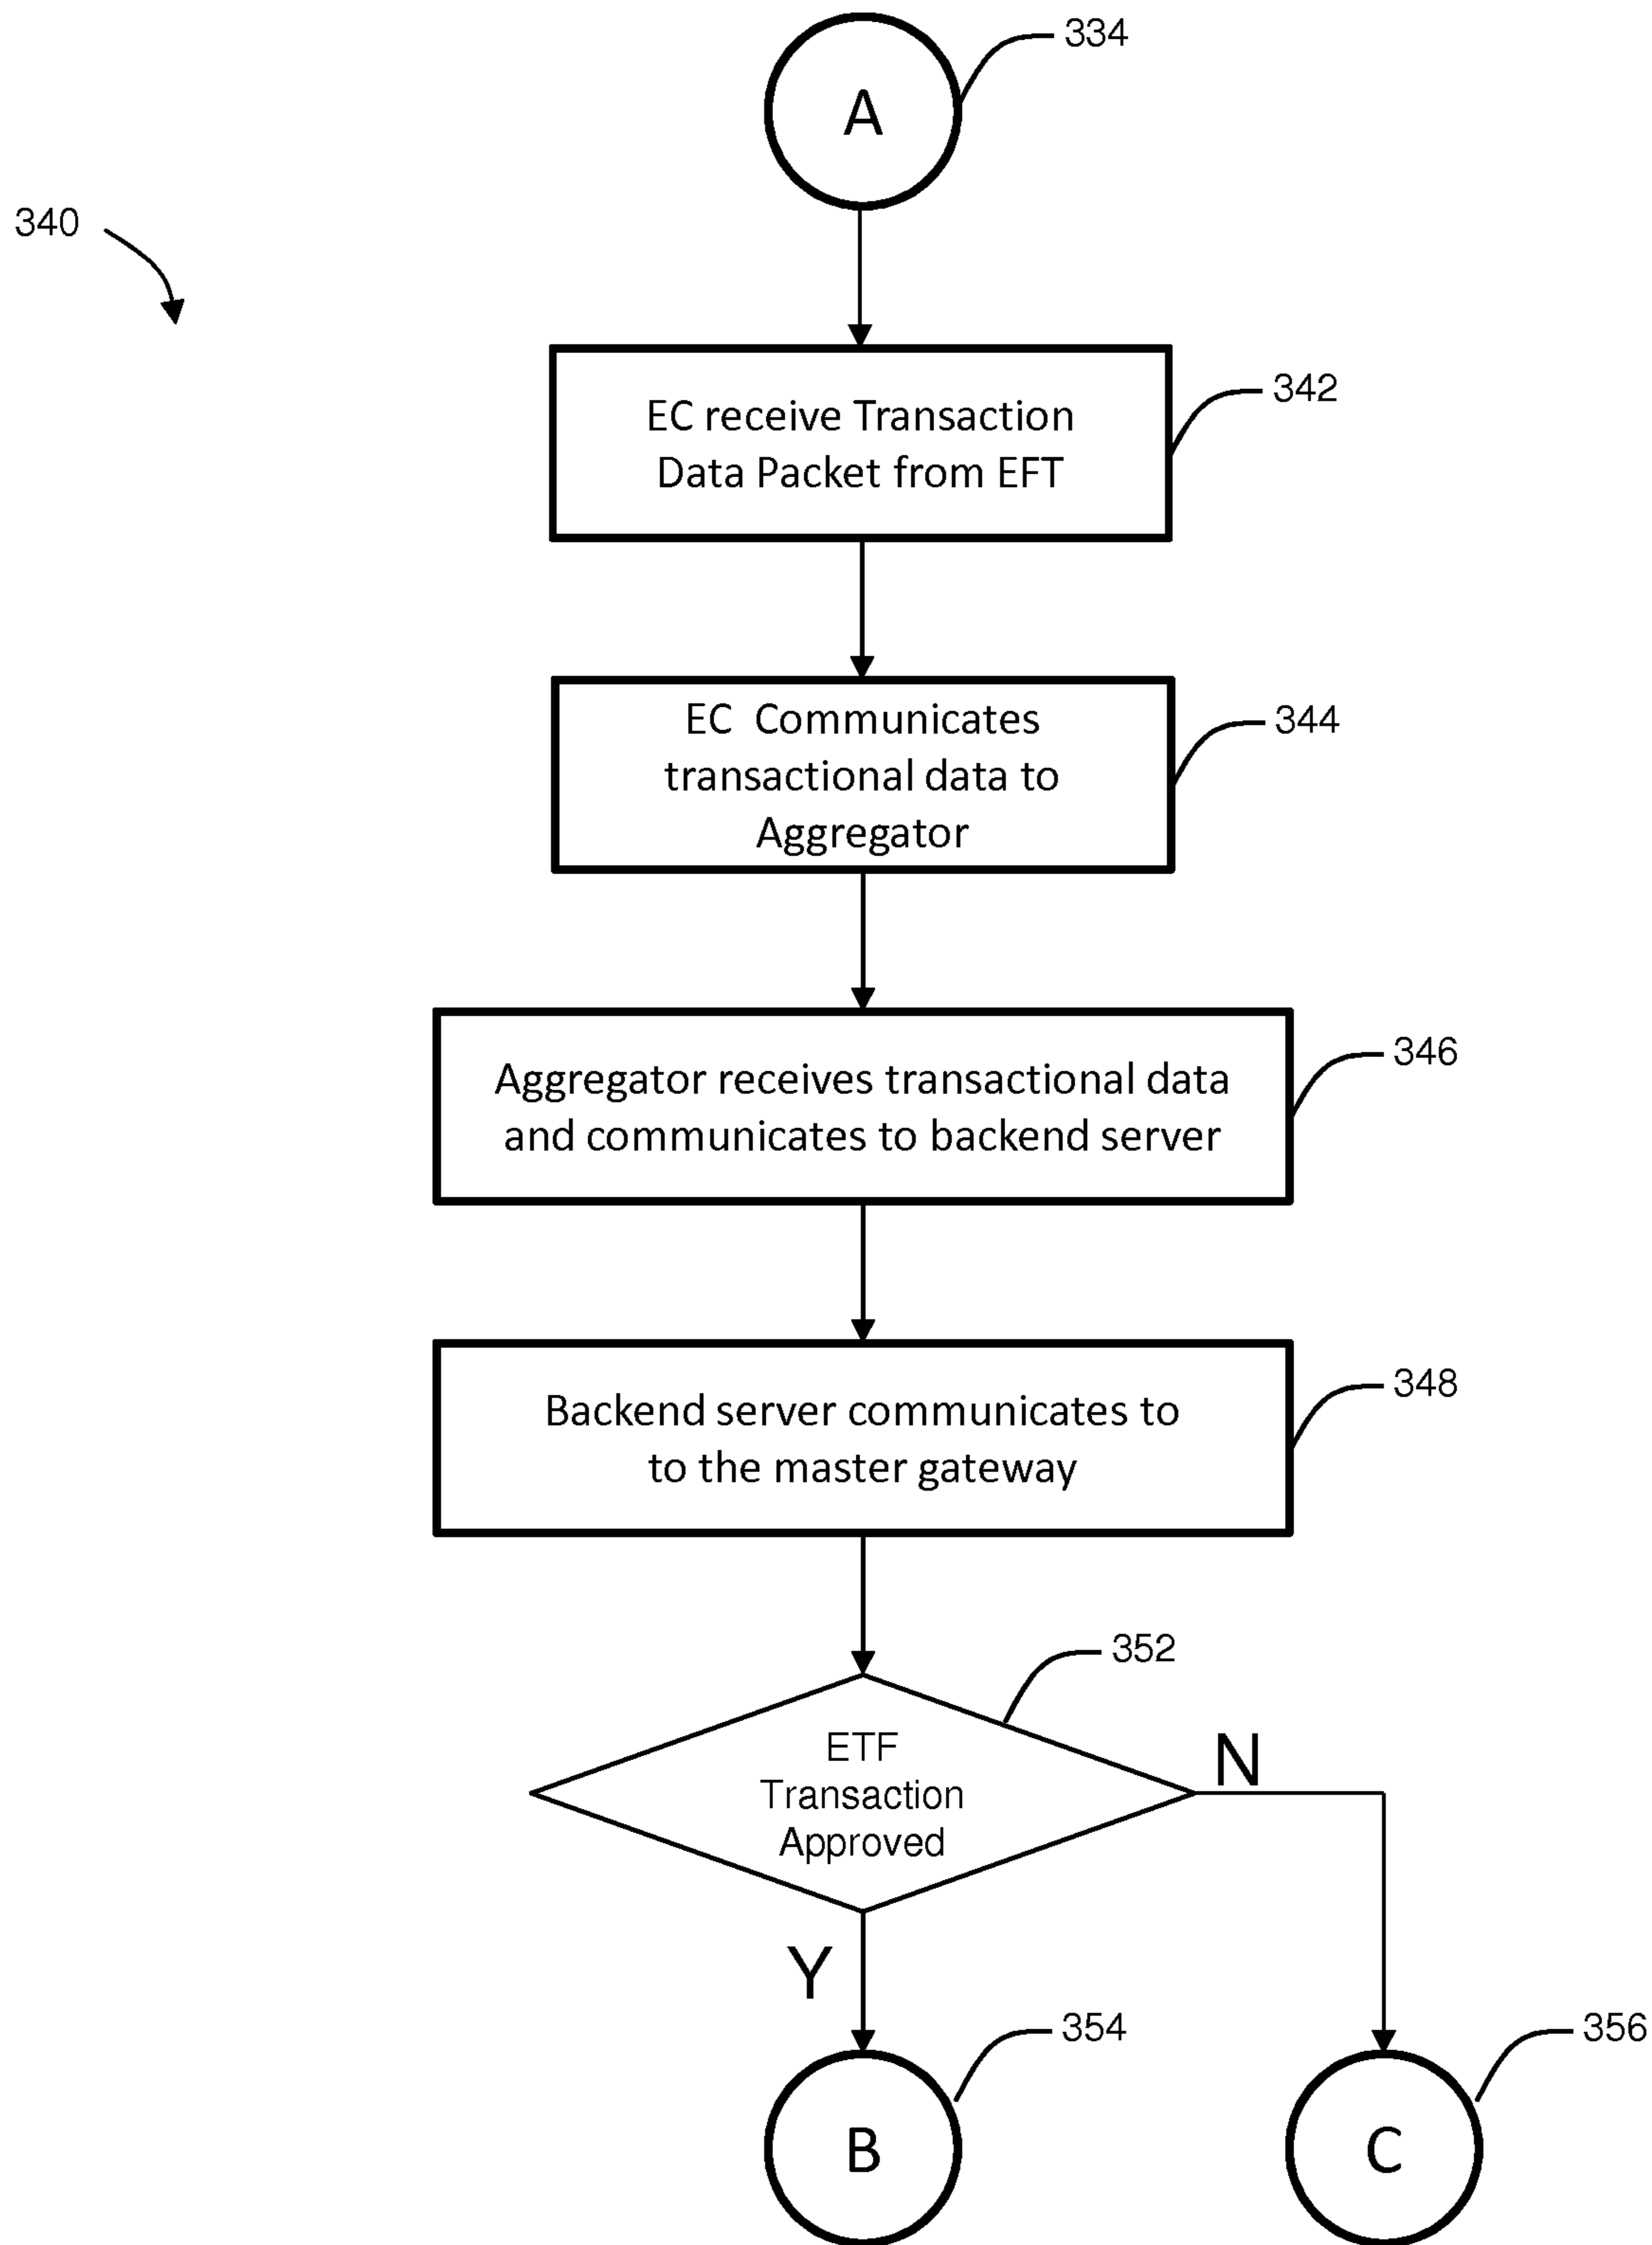 334
A
340
342
EC receive Transaction
Data Packet from EFT
344
EC Communicates
transactional data to
Aggregator
346
Aggregator receives transactional data
and communicates to backend server
348
Backend server communicates to
to the master gateway
352
ETF
Transaction
Approved
N
Y
354
356
B
C